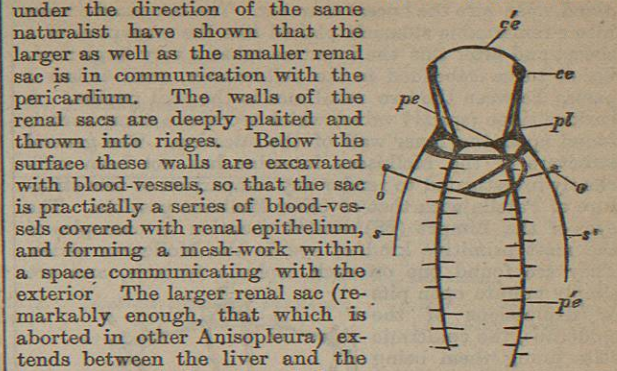 under the direction of the same
naturalist have shown that the
larger as well as the smaller renal
sac is in communication with the
pericardium. The walls of the
renal sacs are deeply plaited and
thrown into ridges. Below the
surface these walls are excavated
with blood-vessels, so that the sac
is practically a series of blood-ves-
sels covered with renal epithelium,
and forming a mesh-work within
a space communicating with the
exterior The larger renal sac (re-
markably enough, that which is
aborted in other Anisopleura) ex-
tends between the liver and the
c'e
ce
pe
pl
o
a
o
s
s'
p'e